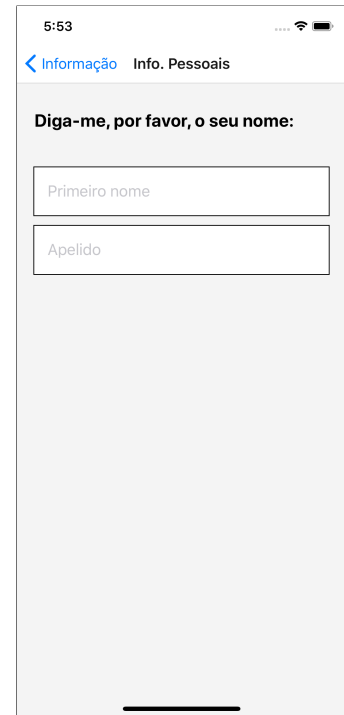 5:53
Informação Info. Pessoais
Diga-me, por favor, o seu nome:
Primeiro nome
Apelido